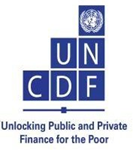 UN
CDF
Unlocking Public and Private
Finance for the Poor